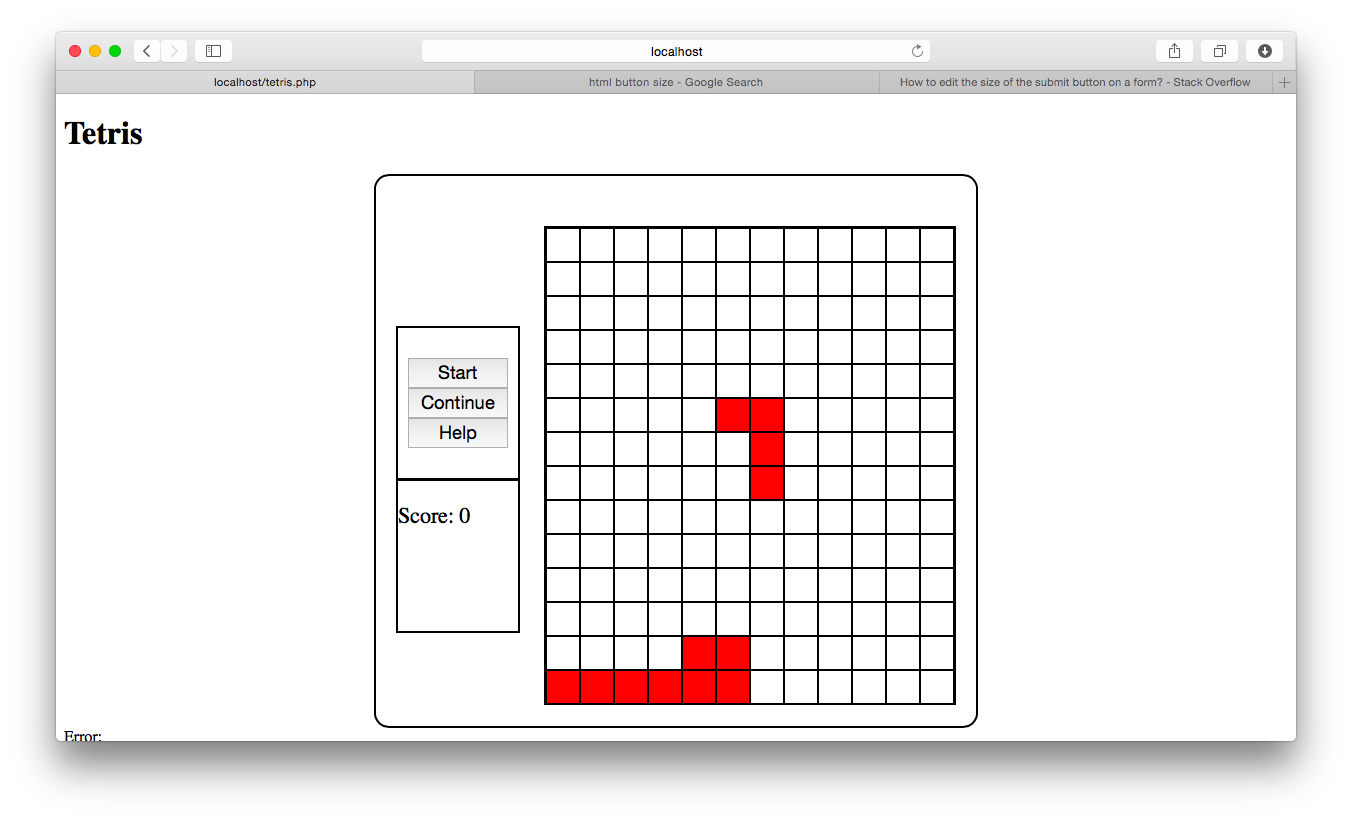 localhost
localhost/tetris.php
html button size - Google Search
How to edit the size of the submit button on a form? - Stack Overflow
Tetris
Start
Continue
Help
Score: 0
Error: